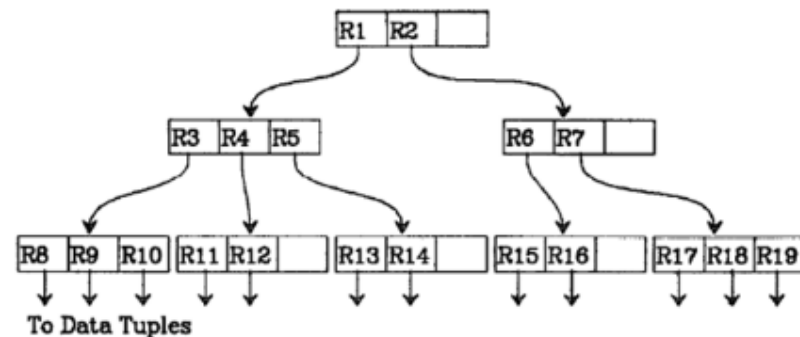 R1 R2
R3 R4 R5
R6 R7
R8 R9 R10
R11 R12
R13 R14
R15 R16
R17 R18 R19
To Data Tuples